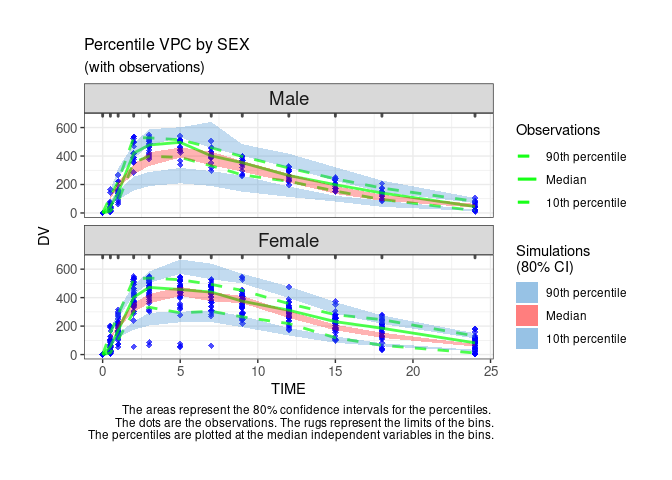 Percentile VPC by SEX
(with observations)
Male
600
400
200
0
Female
600
400
200
0
DV
0
5
10
15
20
25
TIME
Observations
90th percentile
Median
10th percentile
Simulations
(80% CI)
90th percentile
Median
10th percentile
The areas represent the 80% confidence intervals for the percentiles.
The dots are the observations. The rugs represent the limits of the bins.
The percentiles are plotted at the median independent variables in the bins.